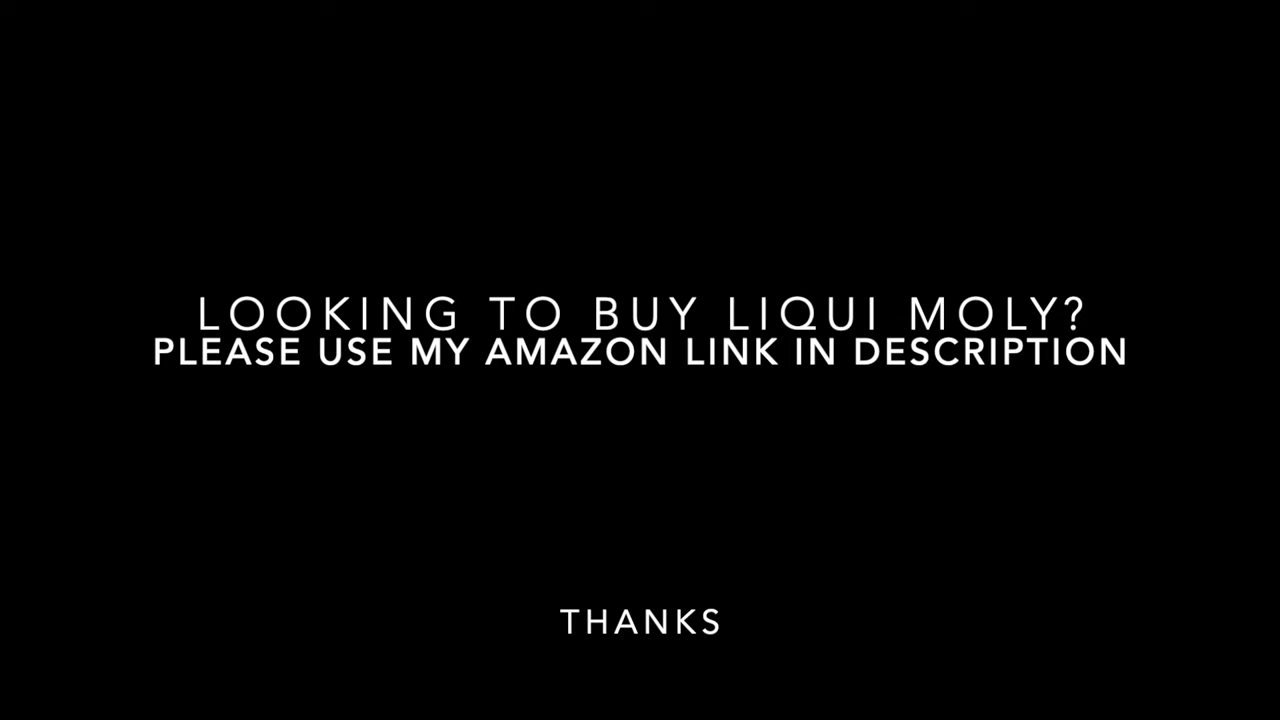 LOOKING TO BUY LIQUI MOLY?
PLEASE USE MY AMAZON LINK IN DESCRIPTION
THANKS